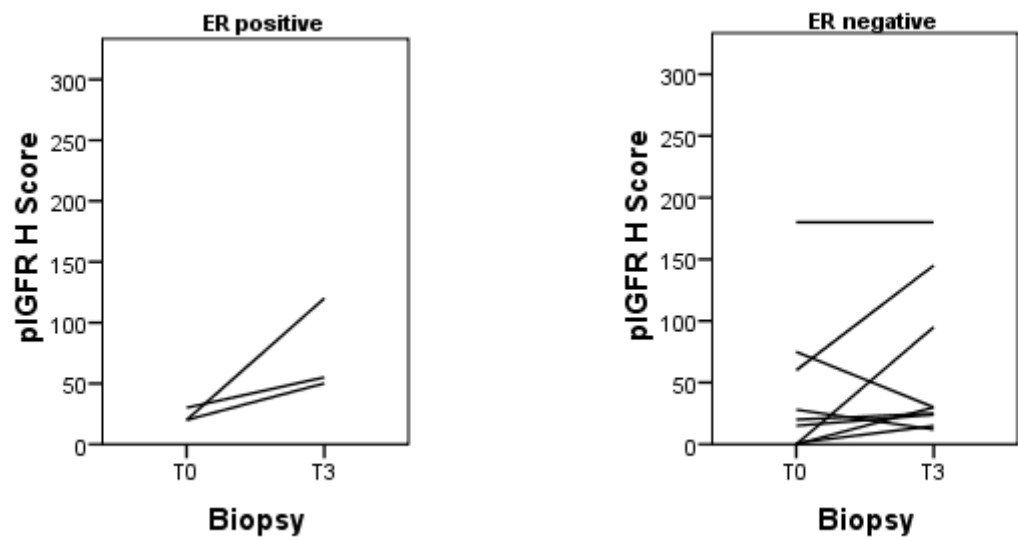 ER positive
pIGFR H Score
300
250
200
150
100
50
0
T0 T3
Biopsy
ER negative
pIGFR H Score
300
250
200
150
100
50
0
T0 T3
Biopsy